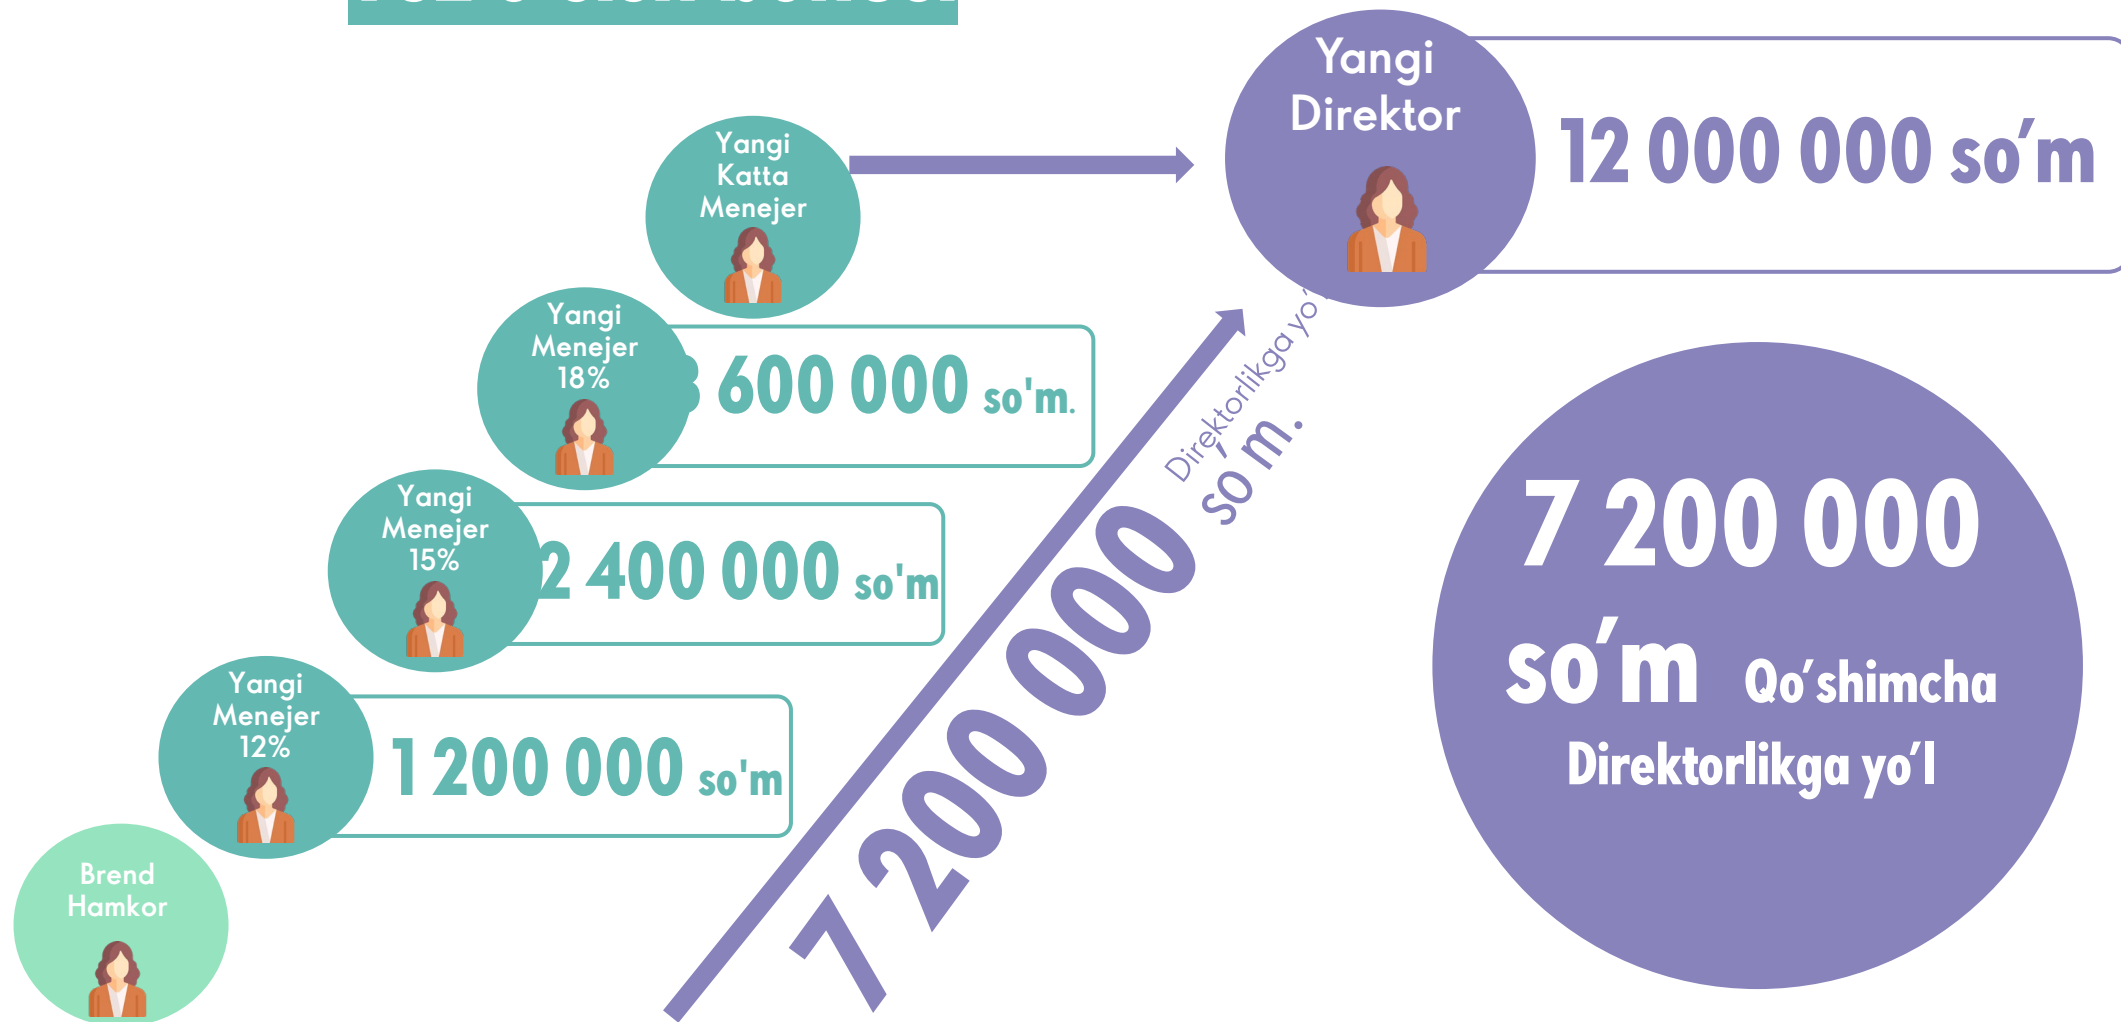 Yangi
Direktor
12 000 000 so'm
Yangi
Katta
Menejer
Yangi
Menejer
18%
600 000 so'm.
Yangi
Menejer
15%
2 400 000 so'm
Yangi
Menejer
12%
1 200 000 so'm
Brend
Hamkor
Direktorlikga
7 200 000 so'm.
7 200 000
so'm Qo'shimcha
Direktorlikga yo'l